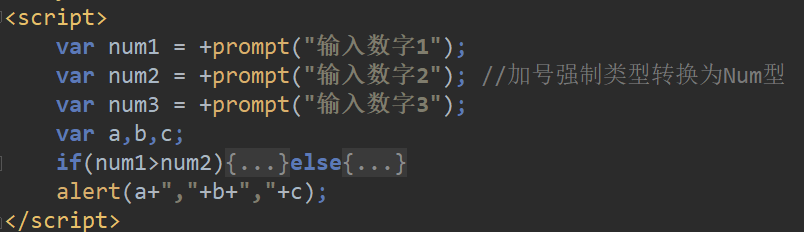 <script>
var num1 = +prompt("输入数字1");
var num2 = +prompt("输入数字2"); //加号强制类型转换为Num型
var num3 = +prompt("输入数字3");
var a,b,c;
if(num1>num2){...}else{...}
alert(a+","+b+","+c);
</script>